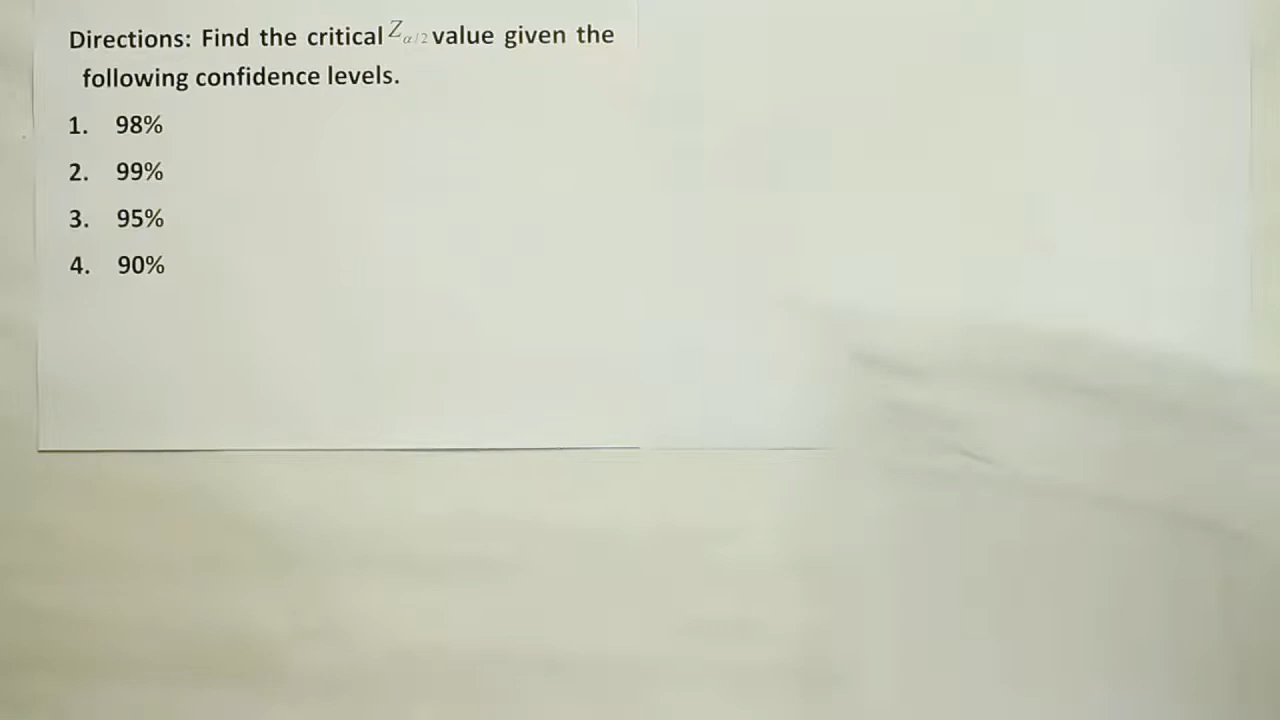 Directions: Find the critical Z_{α/2} value given the
following confidence levels.
1. 98%
2. 99%
3. 95%
4. 90%